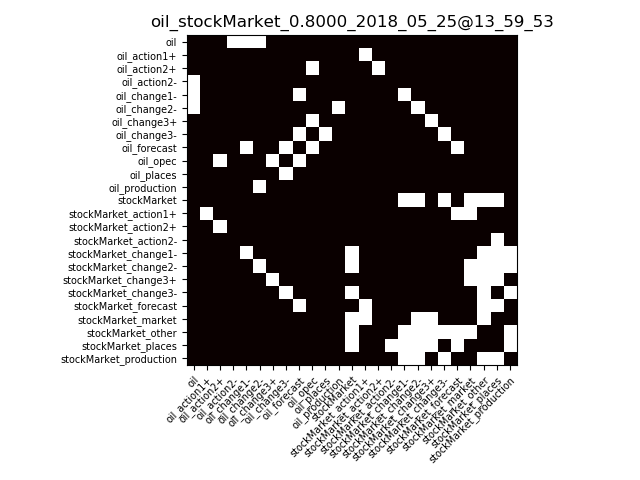 oil_stockMarket_0.8000_2018_05_25@13_59_53
oil
oil_action1+
oil_action2+
oil_action2-
oil_change1-
oil_change2-
oil_change3+
oil_change3-
oil_forecast
oil_opec
oil_places
oil_production
stockMarket
stockMarket_action1+
stockMarket_action2+
stockMarket_action2-
stockMarket_change1-
stockMarket_change2-
stockMarket_change3+
stockMarket_change3-
stockMarket_forecast
stockMarket_market
stockMarket_other
stockMarket_places
stockMarket_production
oil
oil_action1+
oil_action2+
oil_action2-
oil_change1-
oil_change2-
oil_change3+
oil_change3-
oil_forecast
oil_opec
oil_places
oil_production
stockMarket
stockMarket_action1+
stockMarket_action2+
stockMarket_action2-
stockMarket_change1-
stockMarket_change2-
stockMarket_change3+
stockMarket_change3-
stockMarket_forecast
stockMarket_market
stockMarket_other
stockMarket_places
stockMarket_production